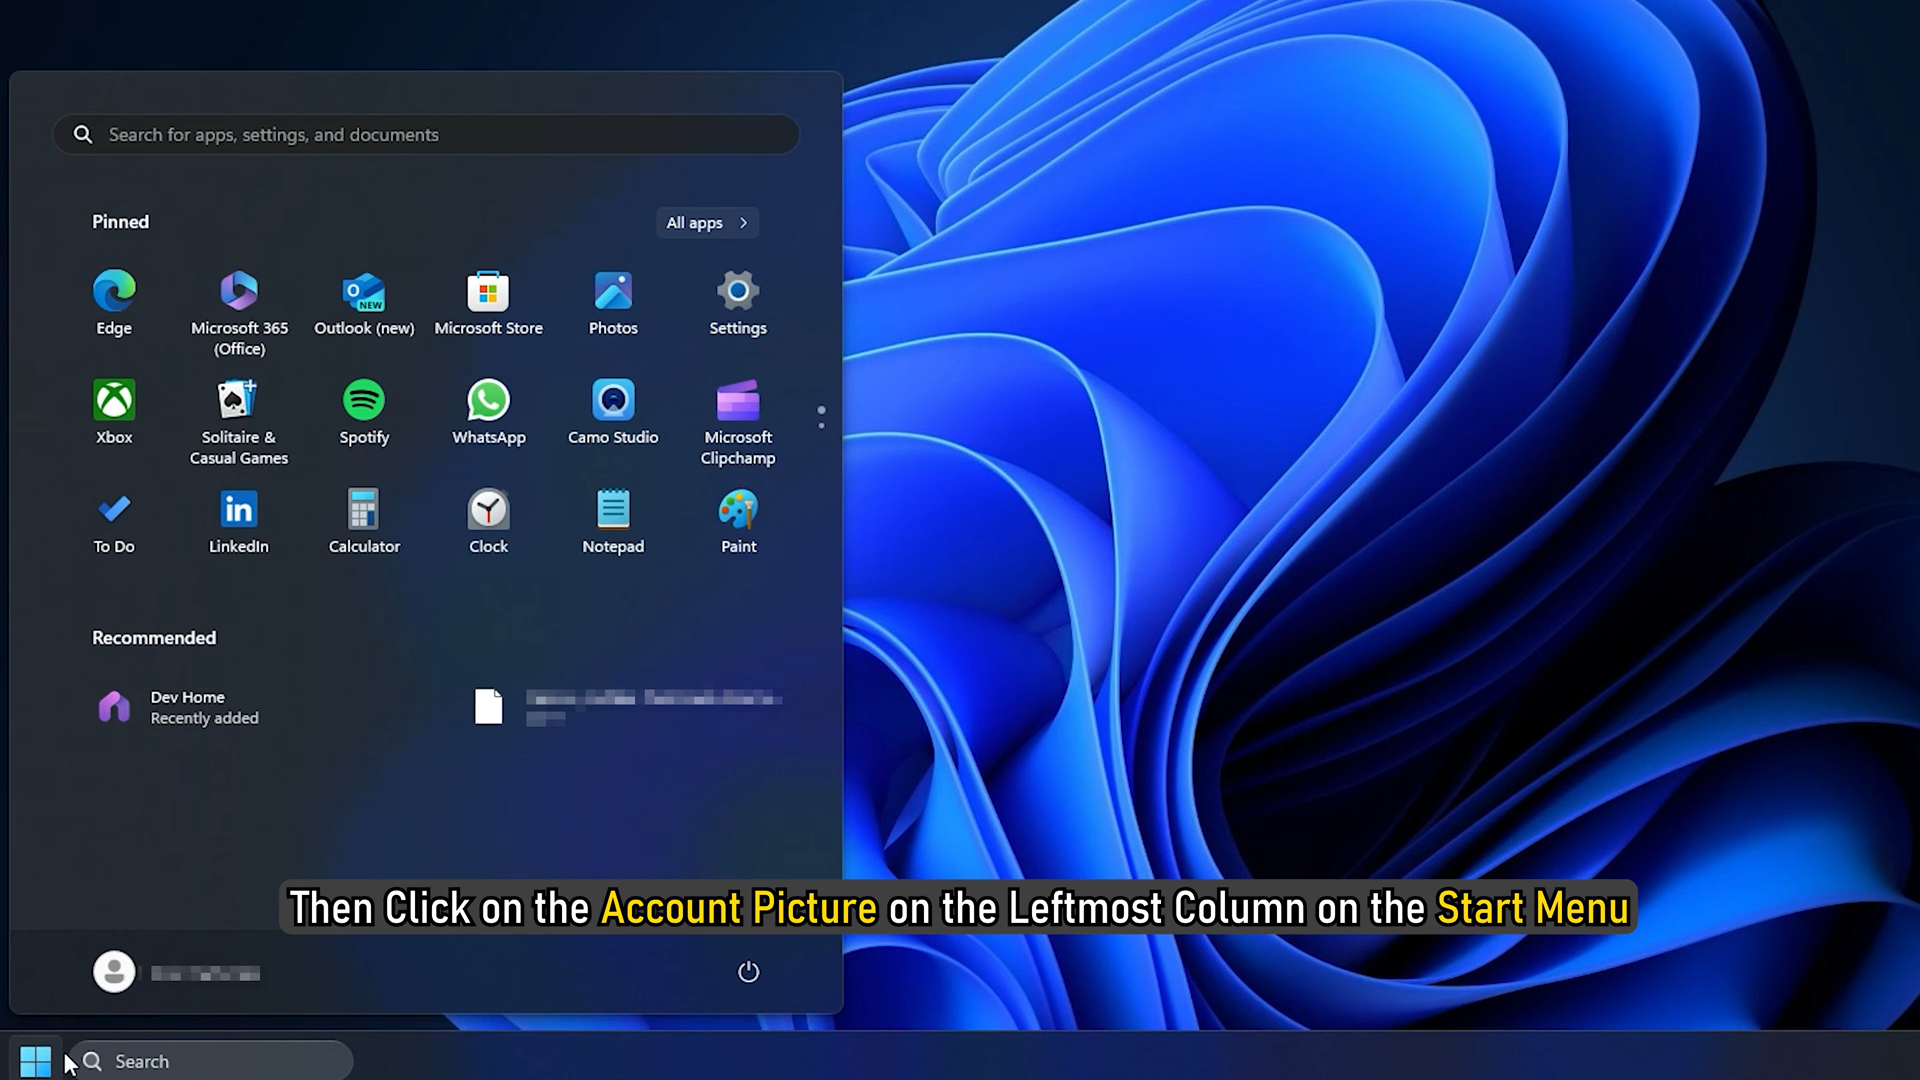 Search for apps, settings, and documents
Pinned
All apps
Edge
Microsoft 365
(Office)
Outlook (new)
Microsoft Store
Photos
Settings
NEW
Xbox
Solitaire &
Casual Games
Spotify
WhatsApp
Camo Studio
Microsoft
Clipchamp
To Do
LinkedIn
Calculator
Clock
Notepad
Paint
Recommended
Dev Home
Recently added
Then Click on the Account Picture on the Leftmost Column on the Start Menu
Search